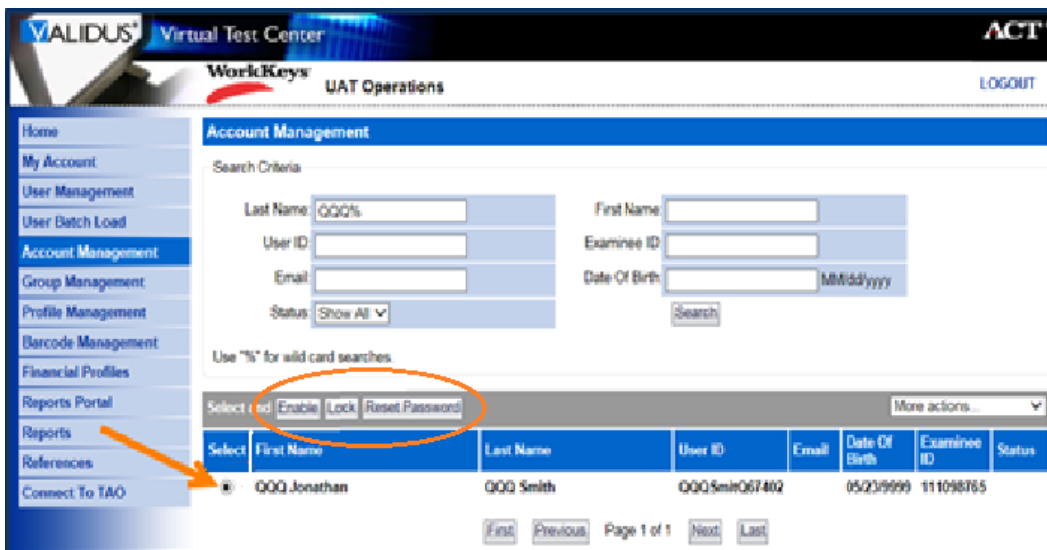 VALIDUS® Virtual Test Center ACT®
WorkKeys® UAT Operations LOGOUT
Home
My Account
User Management
User Batch Load
Account Management
Group Management
Profile Management
Barcode Management
Financial Profiles
Reports Portal
Reports
References
Connect To TAO
Account Management
Search Criteria
Last Name: QQQ% First Name:
User ID: Examinee ID:
Email: Date Of Birth: MM/dd/yyyy
Status: Show All Search
Use "%" for wild card searches.
Select and Enable Lock Reset Password More actions...
Select First Name Last Name User ID Email Date Of Birth Examinee ID Status
QQQ Jonathan QQQ Smith QQQSmitQ67402 05/23/9999 111098765
First Previous Page 1 of 1 Next Last